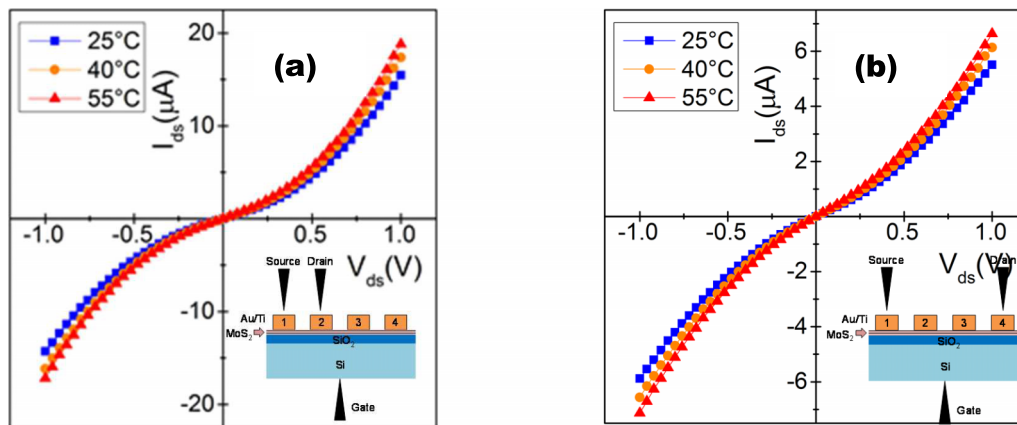 25°C
40°C
55°C
(a)
I_ds(μA)
20
10
-10
-20
-1.0
-0.5
0.5
1.0
V_ds(V)
Source
Drain
Au/Ti
MoS₂
1
2
3
4
SiO₂
Si
Gate
25°C
40°C
55°C
(b)
I_ds(μA)
6
4
2
-2
-4
-6
-1.0
-0.5
0.5
1.0
V_ds(V)
Source
Drain
Au/Ti
MoS₂
1
2
3
4
SiO₂
Si
Gate